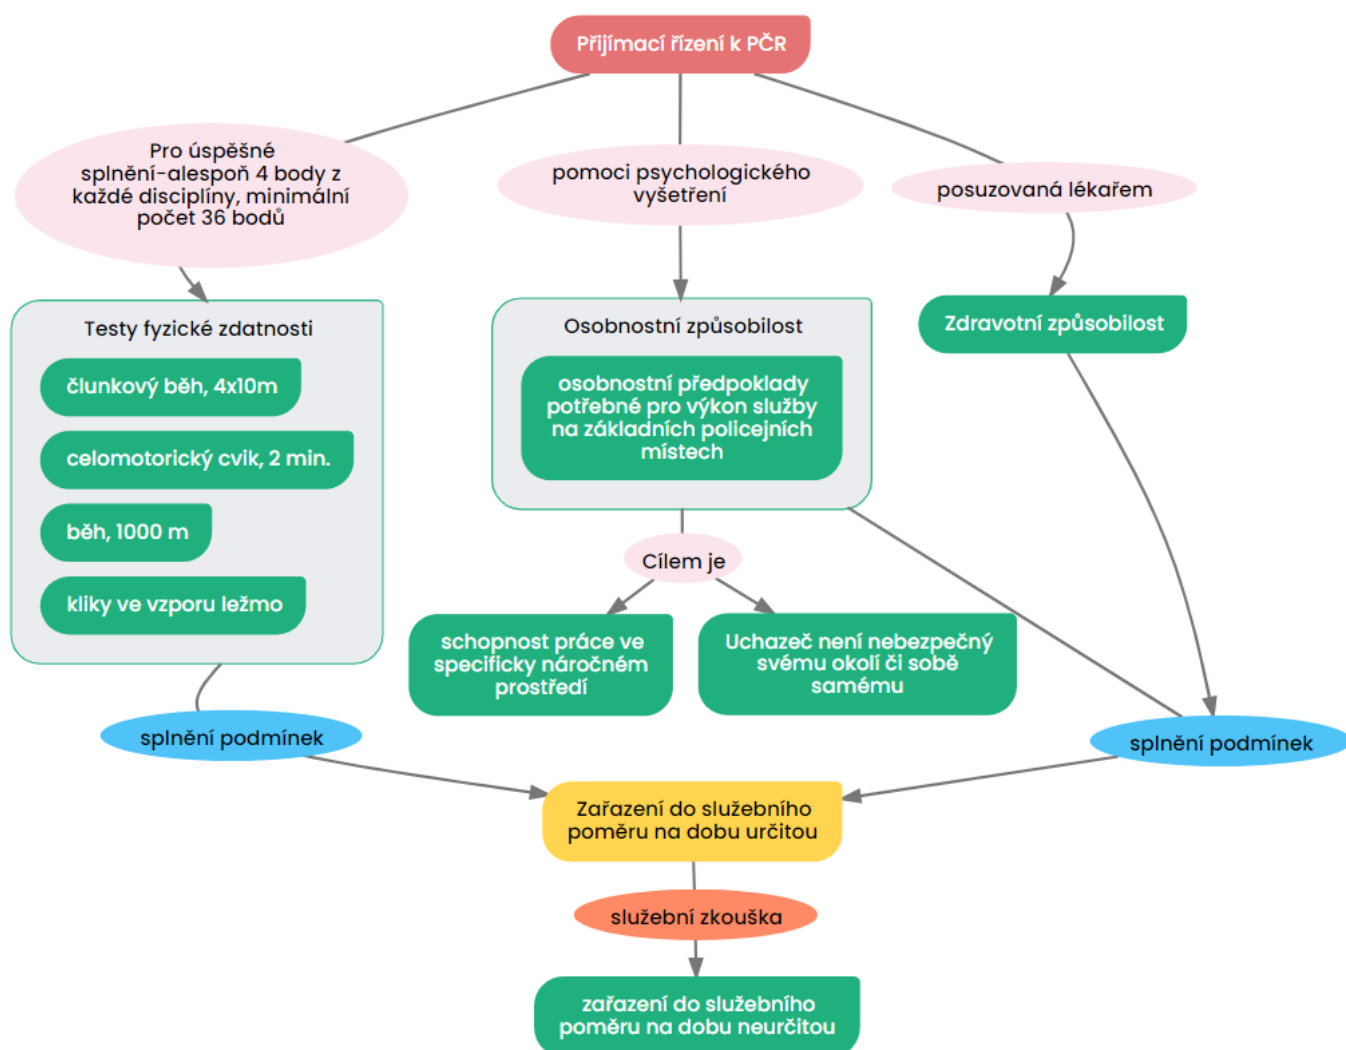 Přijímací řízení k PČR
Pro úspěšné
splnění-alespoň 4 body z
každé disciplíny, minimální
počet 36 bodů
pomoci psychologického
vyšetření
posuzovaná lékařem
Testy fyzické zdatnosti
člunkový běh, 4x10m
celomotorický cvik, 2 min.
běh, 1000 m
kliky ve vzporu ležmo
Osobnostní způsobilost
osobnostní předpoklady
potřebné pro výkon služby
na základních policejních
místech
Zdravotní způsobilost
Cílem je
schopnost práce ve
specificky náročném
prostředí
Uchazeč není nebezpečný
svému okolí či sobě
samému
splnění podmínek
splnění podmínek
Zařazení do služebního
poměru na dobu určitou
služební zkouška
zařazení do služebního
poměru na dobu neurčitou